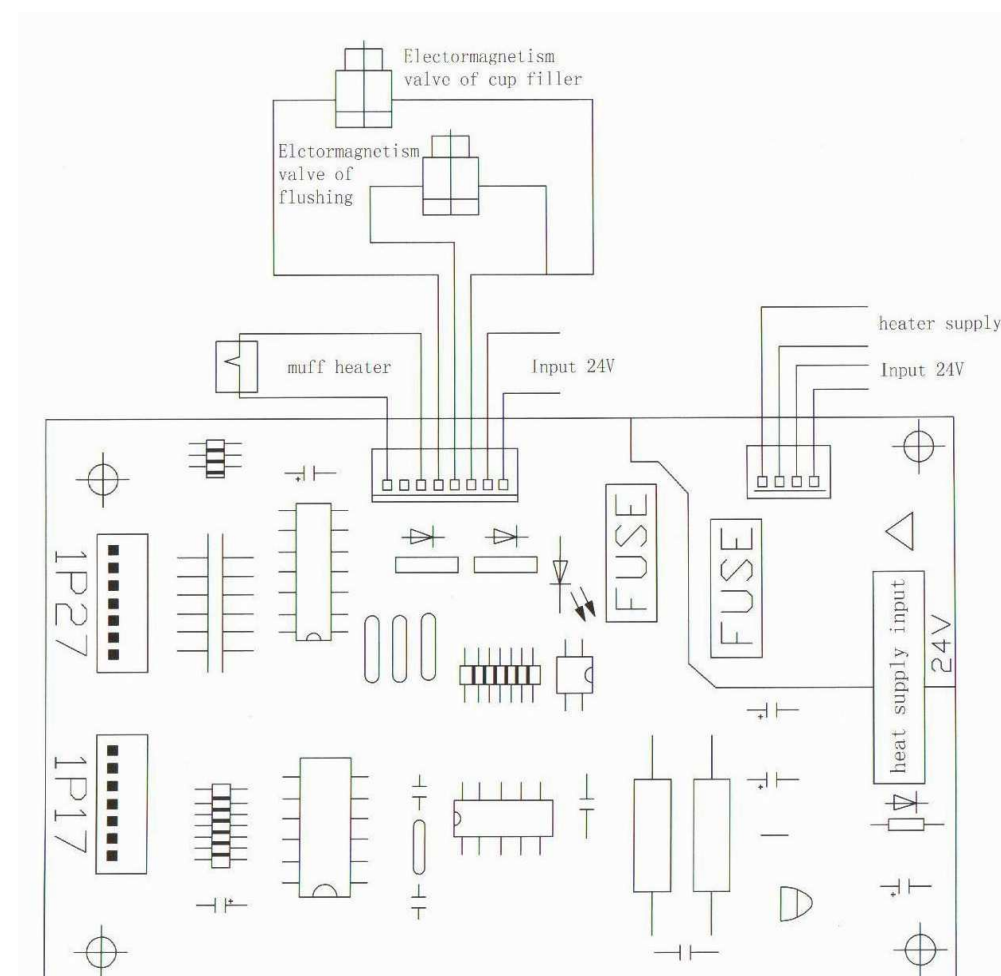 Electormagnetism
valve of cup filler
Elctormagnetism
valve of
flushing
heater supply
muff heater
Input 24V
Input 24V
FUSE
FUSE
1P27
heat supply input
24V
1P17